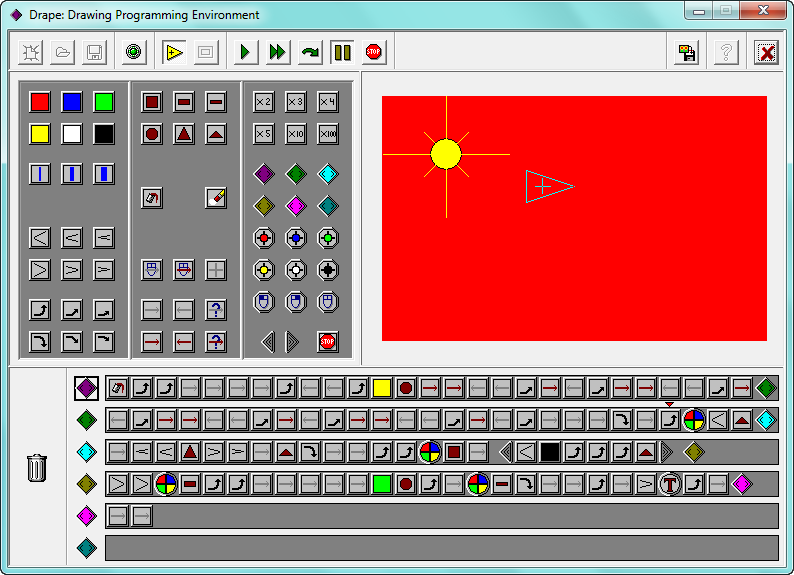 Drape: Drawing Programming Environment
STOP
×2 ×3 ×4
×5 ×10 ×100
?
?
STOP
T